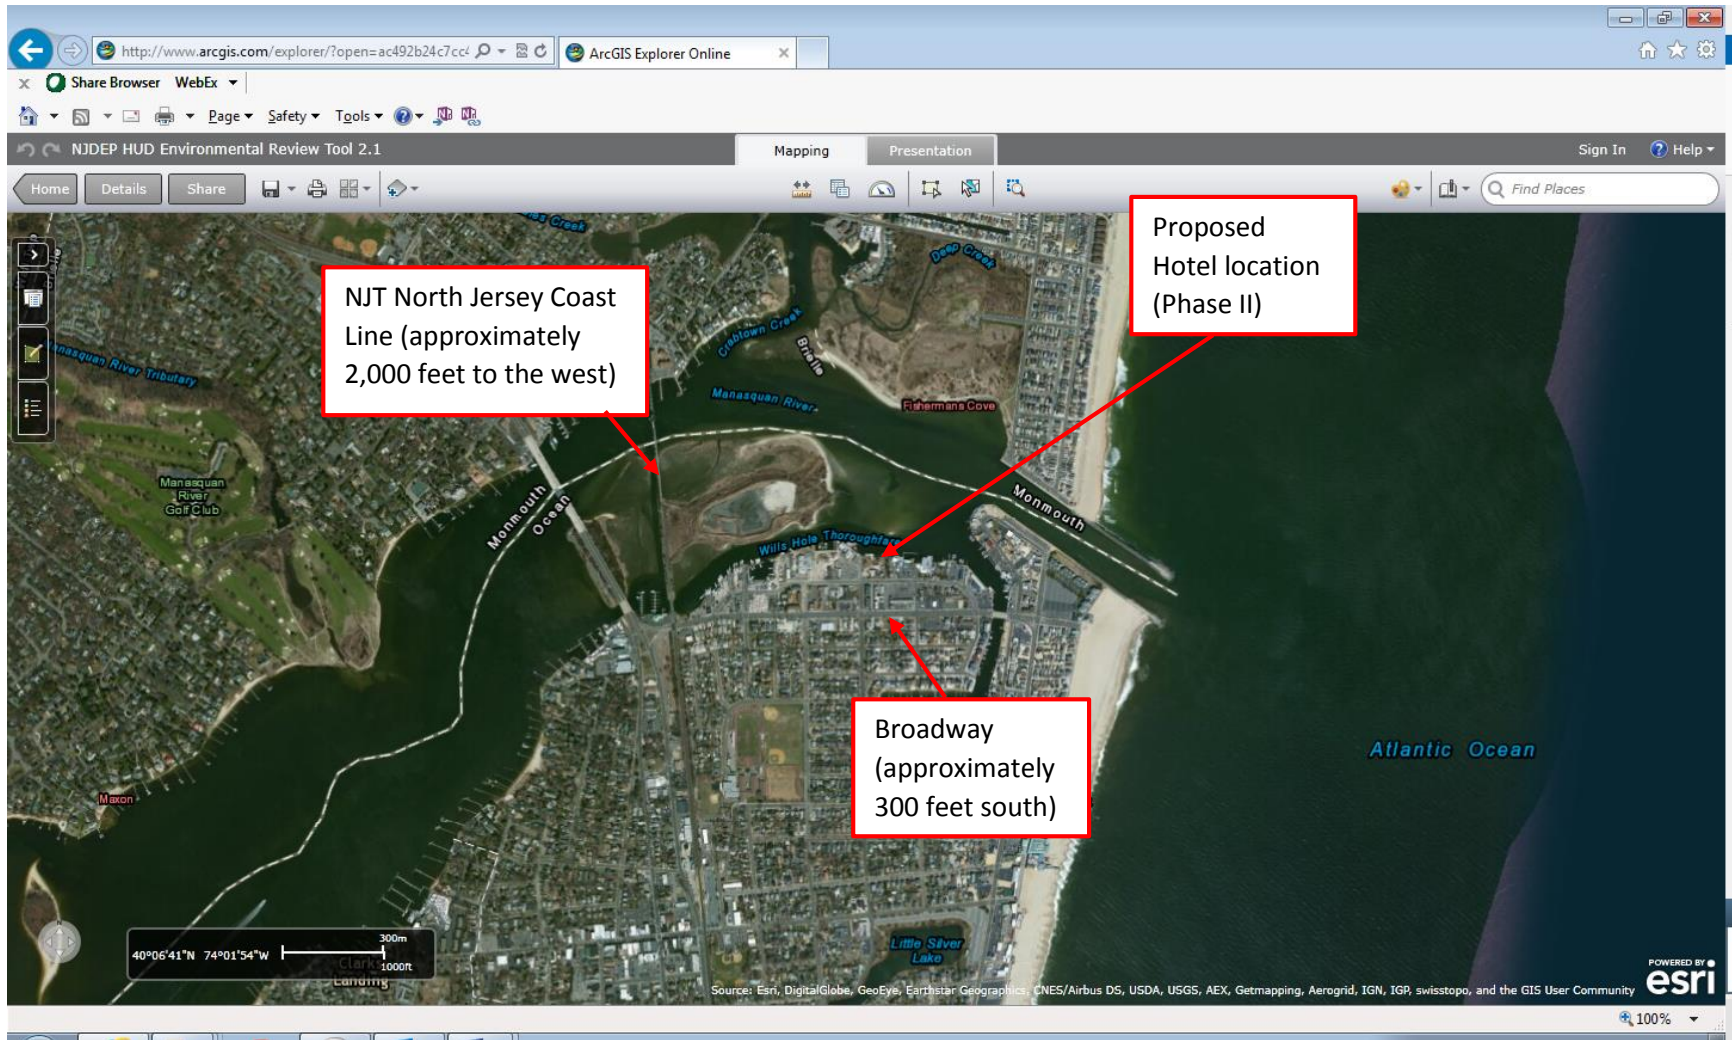 http://www.arcgis.com/explorer/?open=ac492b24c7cc4
ArcGIS Explorer Online
Share Browser WebEx
Page Safety Tools
NJDEP HUD Environmental Review Tool 2.1
Mapping
Presentation
Sign In
Help
Home
Details
Share
Find Places
Proposed
Hotel location
(Phase II)
NJT North Jersey Coast
Line (approximately
2,000 feet to the west)
Creek
Deep Creek
Crabtown Creek
Brielle
Manasquan River Tributary
Manasquan River
Fishermans Cove
Manasquan
River
Golf Club
Monmouth
Ocean
Monmouth
Wills Hole Thoroughfare
Broadway
(approximately
300 feet south)
Atlantic Ocean
Maxon
Little Silver
Lake
40°06'41"N 74°01'54"W
300m
1000ft
Landing
POWERED BY
esri
Source: Esri, DigitalGlobe, GeoEye, Earthstar Geographics, CNES/Airbus DS, USDA, USGS, AEX, Getmapping, Aerogrid, IGN, IGP, swisstopo, and the GIS User Community
100%